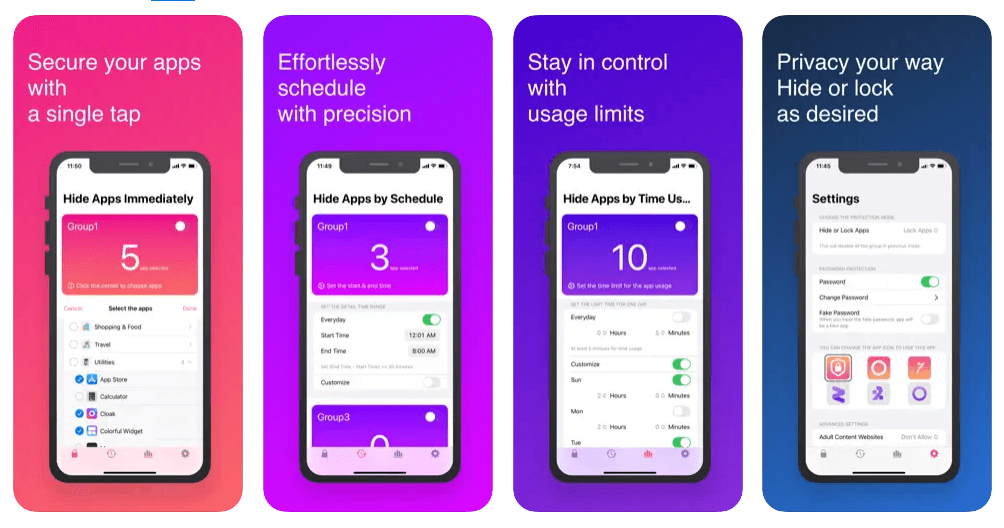 Secure your apps
with
a single tap
11:50
Hide Apps Immediately
Group1
5
app selected
Click the center to choose apps
Cancel
Select the apps
Done
Shopping & Food
Travel
Utilities
4
App Store
Calculator
Cloak
Colorful Widget
Effortlessly
schedule
with precision
11:49
Hide Apps by Schedule
Group1
3
app selected
Set the start & end time
SET THE DETAIL TIME RANGE
Everyday
Start Time
12:01 AM
End Time
8:00 AM
Customize
Group3
Stay in control
with
usage limits
7:54
Hide Apps by Time Us...
Group1
10
app selected
Set the time limit for the app usage
SET THE LIMIT TIME FOR ONE DAY
Everyday
0 0 Hours
5 0 Minutes
At least 5 minutes for time usage
Customize
Sun
2 0 Hours
0 0 Minutes
Mon
2 0 Hours
0 0 Minutes
Tue
Privacy your way
Hide or lock
as desired
11:45
Settings
CHOOSE THE PROTECTION MODE
Hide or Lock Apps
Lock Apps
This will disable all the group in previous mode.
PASSWORD PROTECTION
Password
Change Password
Fake Password
When you input the fake password, app will
be a fake app
YOU CAN CHANGE THE APP ICON TO HIDE THIS APP
ADVANCED SETTINGS
Adult Content Websites
Don't Allow